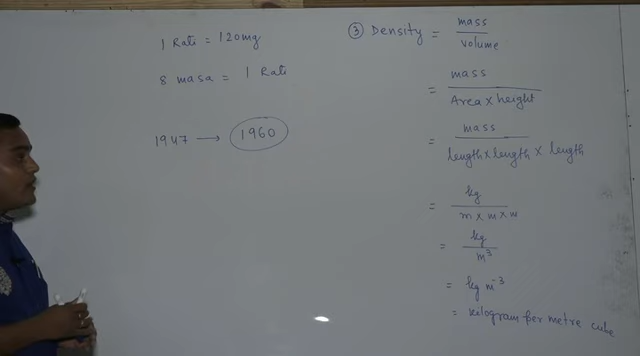 1 Rati = 120mg
8 masa = 1 Rati
1947 → 1960
③ Density = mass / volume
= mass / Area × height
= mass / length × length × length
= kg / m × m × m
= kg / m³
= kg m⁻³
= kilogram per metre cube